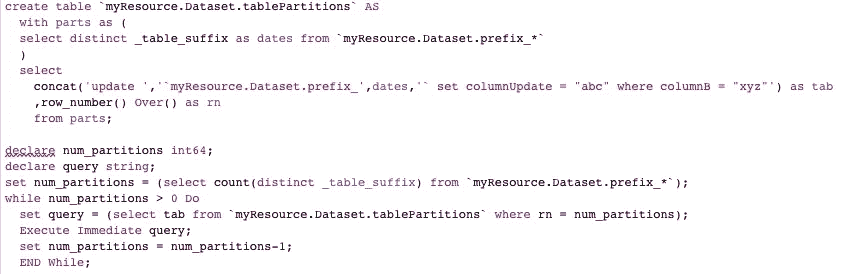 create table `myResource.Dataset.tablePartitions` AS
with parts as (
select distinct _table_suffix as dates from `myResource.Dataset.prefix_*`
)
select
concat('update ','`myResource.Dataset.prefix_',dates,'` set columnUpdate = "abc" where columnB = "xyz"') as tab
,row_number() Over() as rn
from parts;

declare num_partitions int64;
declare query string;
set num_partitions = (select count(distinct _table_suffix) from `myResource.Dataset.prefix_*`);
while num_partitions > 0 Do
set query = (select tab from `myResource.Dataset.tablePartitions` where rn = num_partitions);
Execute Immediate query;
set num_partitions = num_partitions-1;
END While;